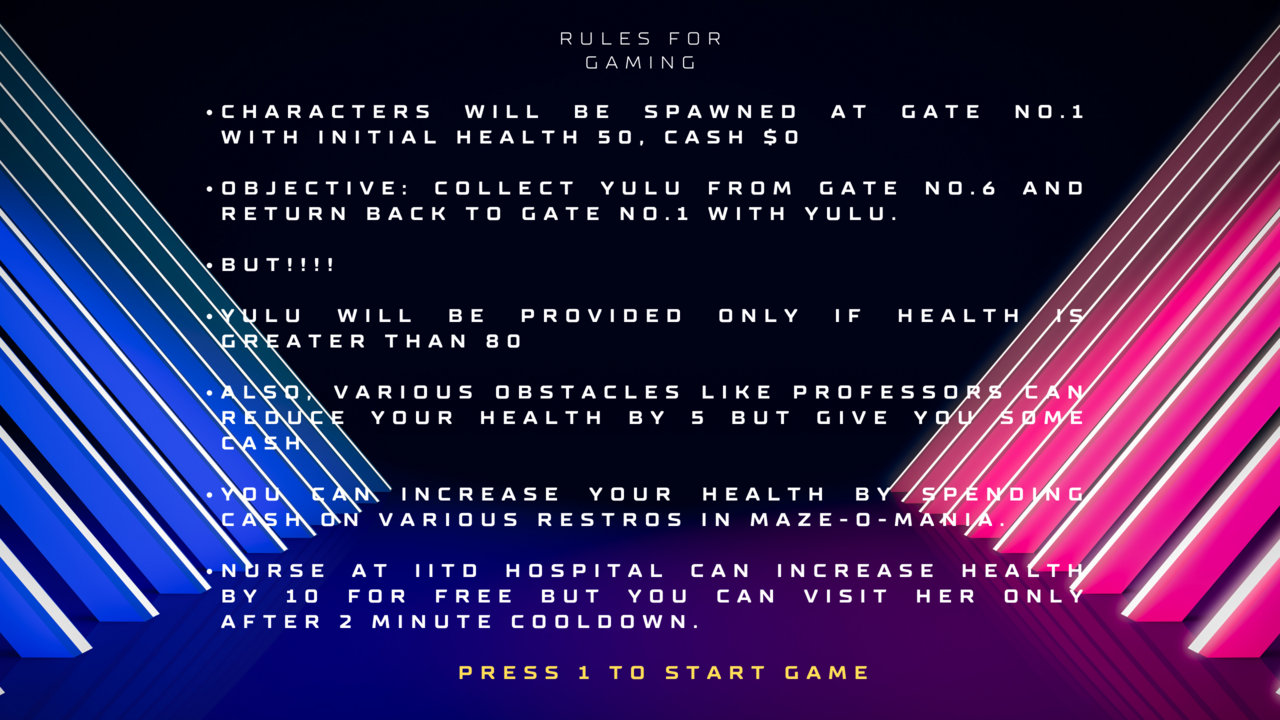 RULES FOR
GAMING
• CHARACTERS WILL BE SPAWNED AT GATE NO.1
WITH INITIAL HEALTH 50, CASH $0
• OBJECTIVE: COLLECT YULU FROM GATE NO.6 AND
RETURN BACK TO GATE NO.1 WITH YULU.
• BUT!!!!
• YULU WILL BE PROVIDED ONLY IF HEALTH IS
GREATER THAN 80
• ALSO, VARIOUS OBSTACLES LIKE PROFESSORS CAN
REDUCE YOUR HEALTH BY 5 BUT GIVE YOU SOME
CASH
• YOU CAN INCREASE YOUR HEALTH BY SPENDING
CASH ON VARIOUS RESTROS IN MAZE-O-MANIA.
• NURSE AT IITD HOSPITAL CAN INCREASE HEALTH
BY 10 FOR FREE BUT YOU CAN VISIT HER ONLY
AFTER 2 MINUTE COOLDOWN.
PRESS 1 TO START GAME